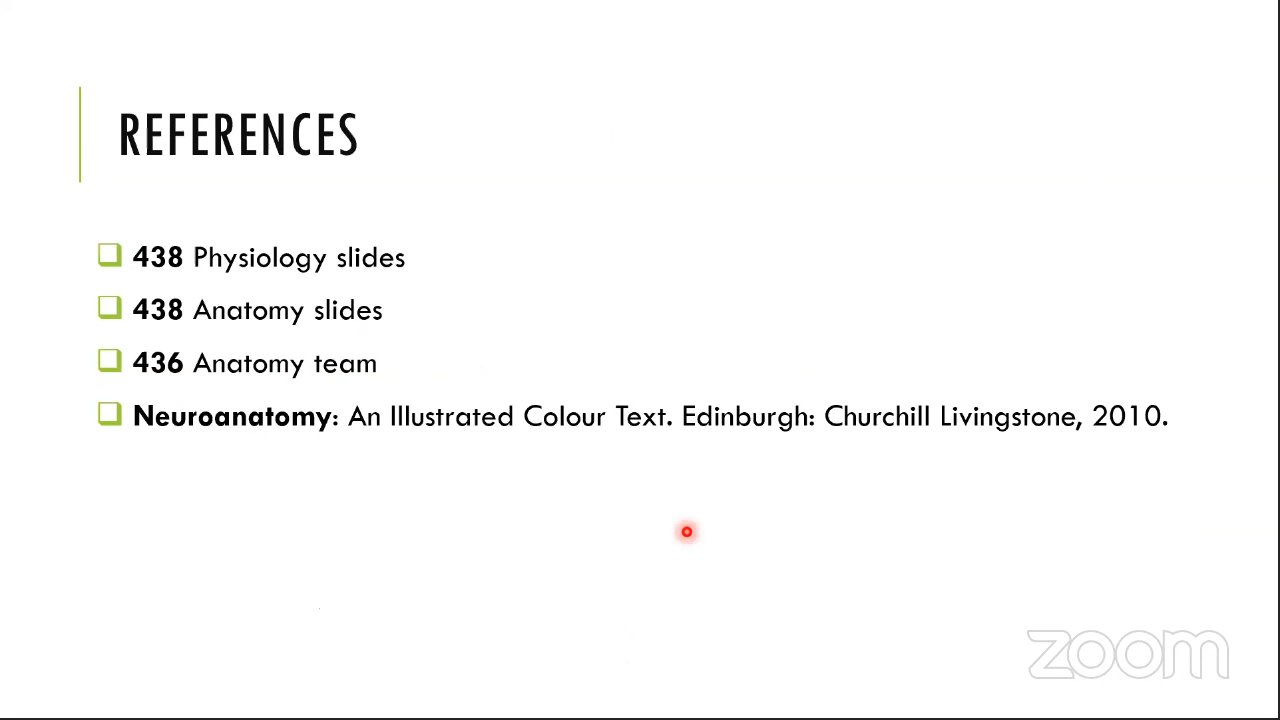 REFERENCES
438 Physiology slides
438 Anatomy slides
436 Anatomy team
Neuroanatomy: An Illustrated Colour Text. Edinburgh: Churchill Livingstone, 2010.
zoom